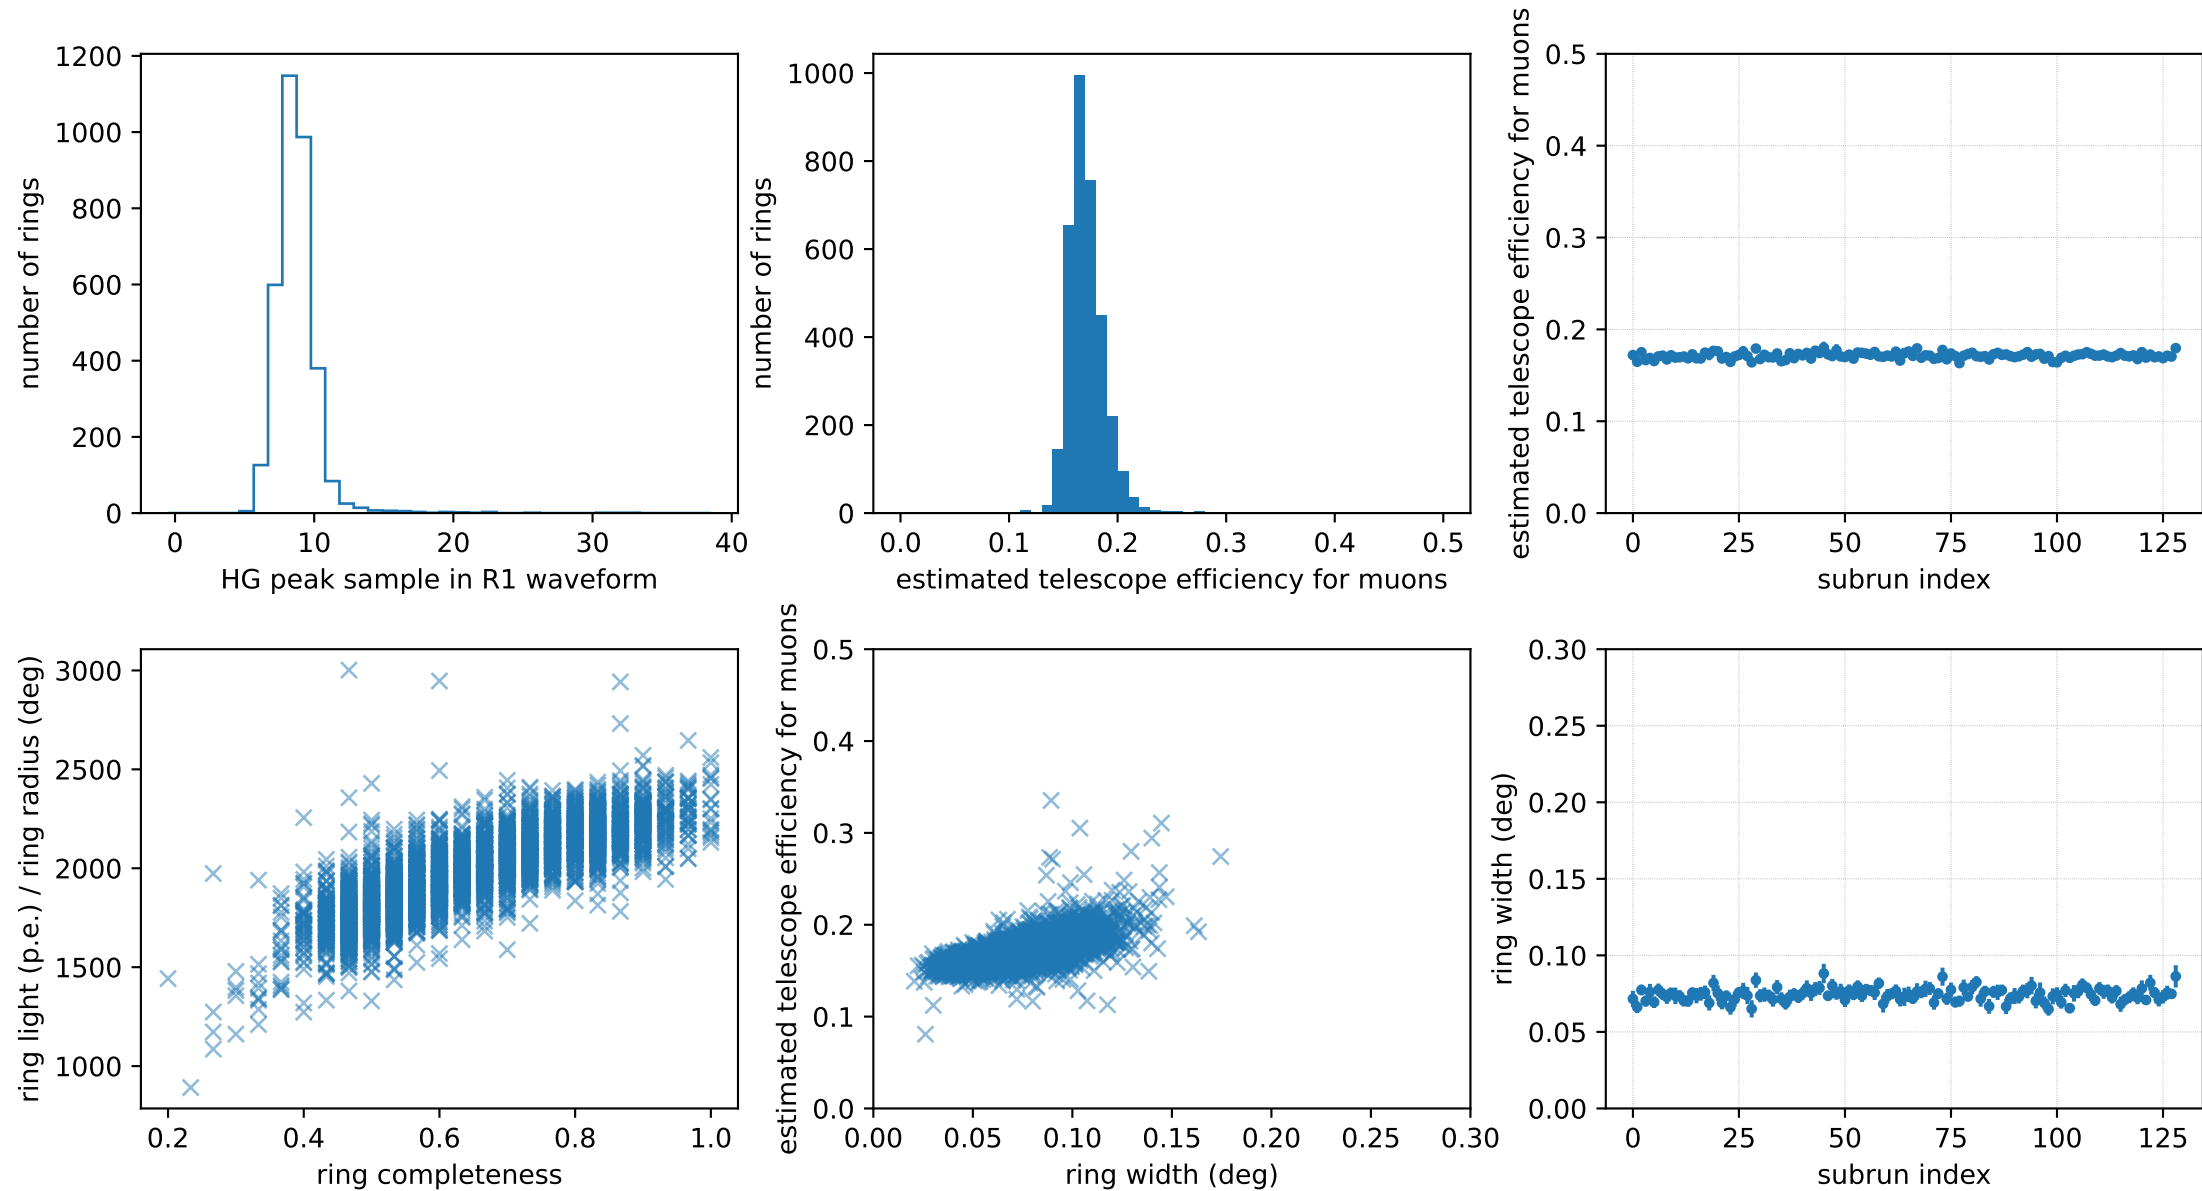 1200
1000
800
600
400
200
0
number of rings
0 10 20 30 40
HG peak sample in R1 waveform
1000
800
600
400
200
0
number of rings
0.0 0.1 0.2 0.3 0.4 0.5
estimated telescope efficiency for muons
0.5
0.4
0.3
0.2
0.1
0.0
estimated telescope efficiency for muons
0 25 50 75 100 125
subrun index
3000
2500
2000
1500
1000
ring light (p.e.) / ring radius (deg)
0.2 0.4 0.6 0.8 1.0
ring completeness
0.5
0.4
0.3
0.2
0.1
0.0
estimated telescope efficiency for muons
0.00 0.05 0.10 0.15 0.20 0.25 0.30
ring width (deg)
0.30
0.25
0.20
0.15
0.10
0.05
0.00
ring width (deg)
0 25 50 75 100 125
subrun index